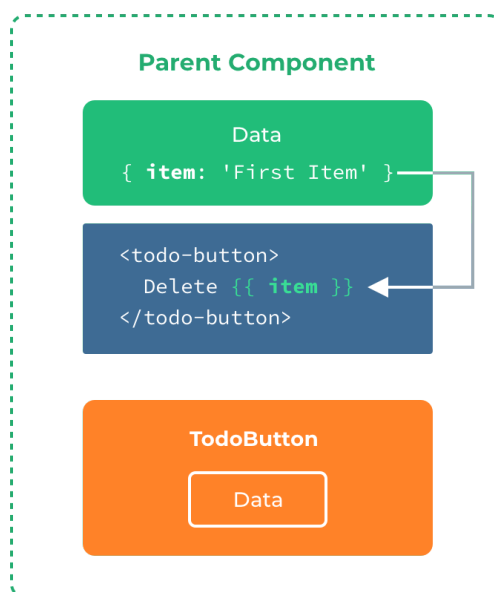 Parent Component
Data
{ item: 'First Item' }
<todo-button>
Delete {{ item }}
</todo-button>
TodoButton
Data